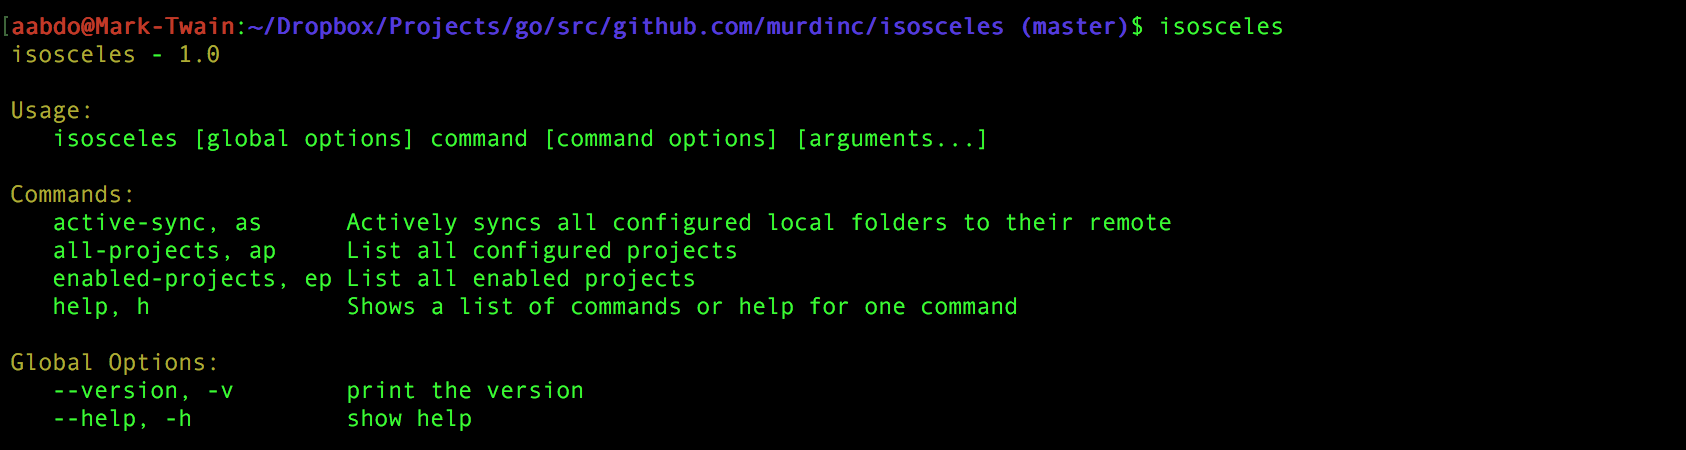 [aabdo@Mark-Twain:~/Dropbox/Projects/go/src/github.com/murdinc/isosceles (master)$ isosceles
isosceles - 1.0
Usage:
isosceles [global options] command [command options] [arguments...]
Commands:
active-sync, as Actively syncs all configured local folders to their remote
all-projects, ap List all configured projects
enabled-projects, ep List all enabled projects
help, h Shows a list of commands or help for one command
Global Options:
--version, -v print the version
--help, -h show help